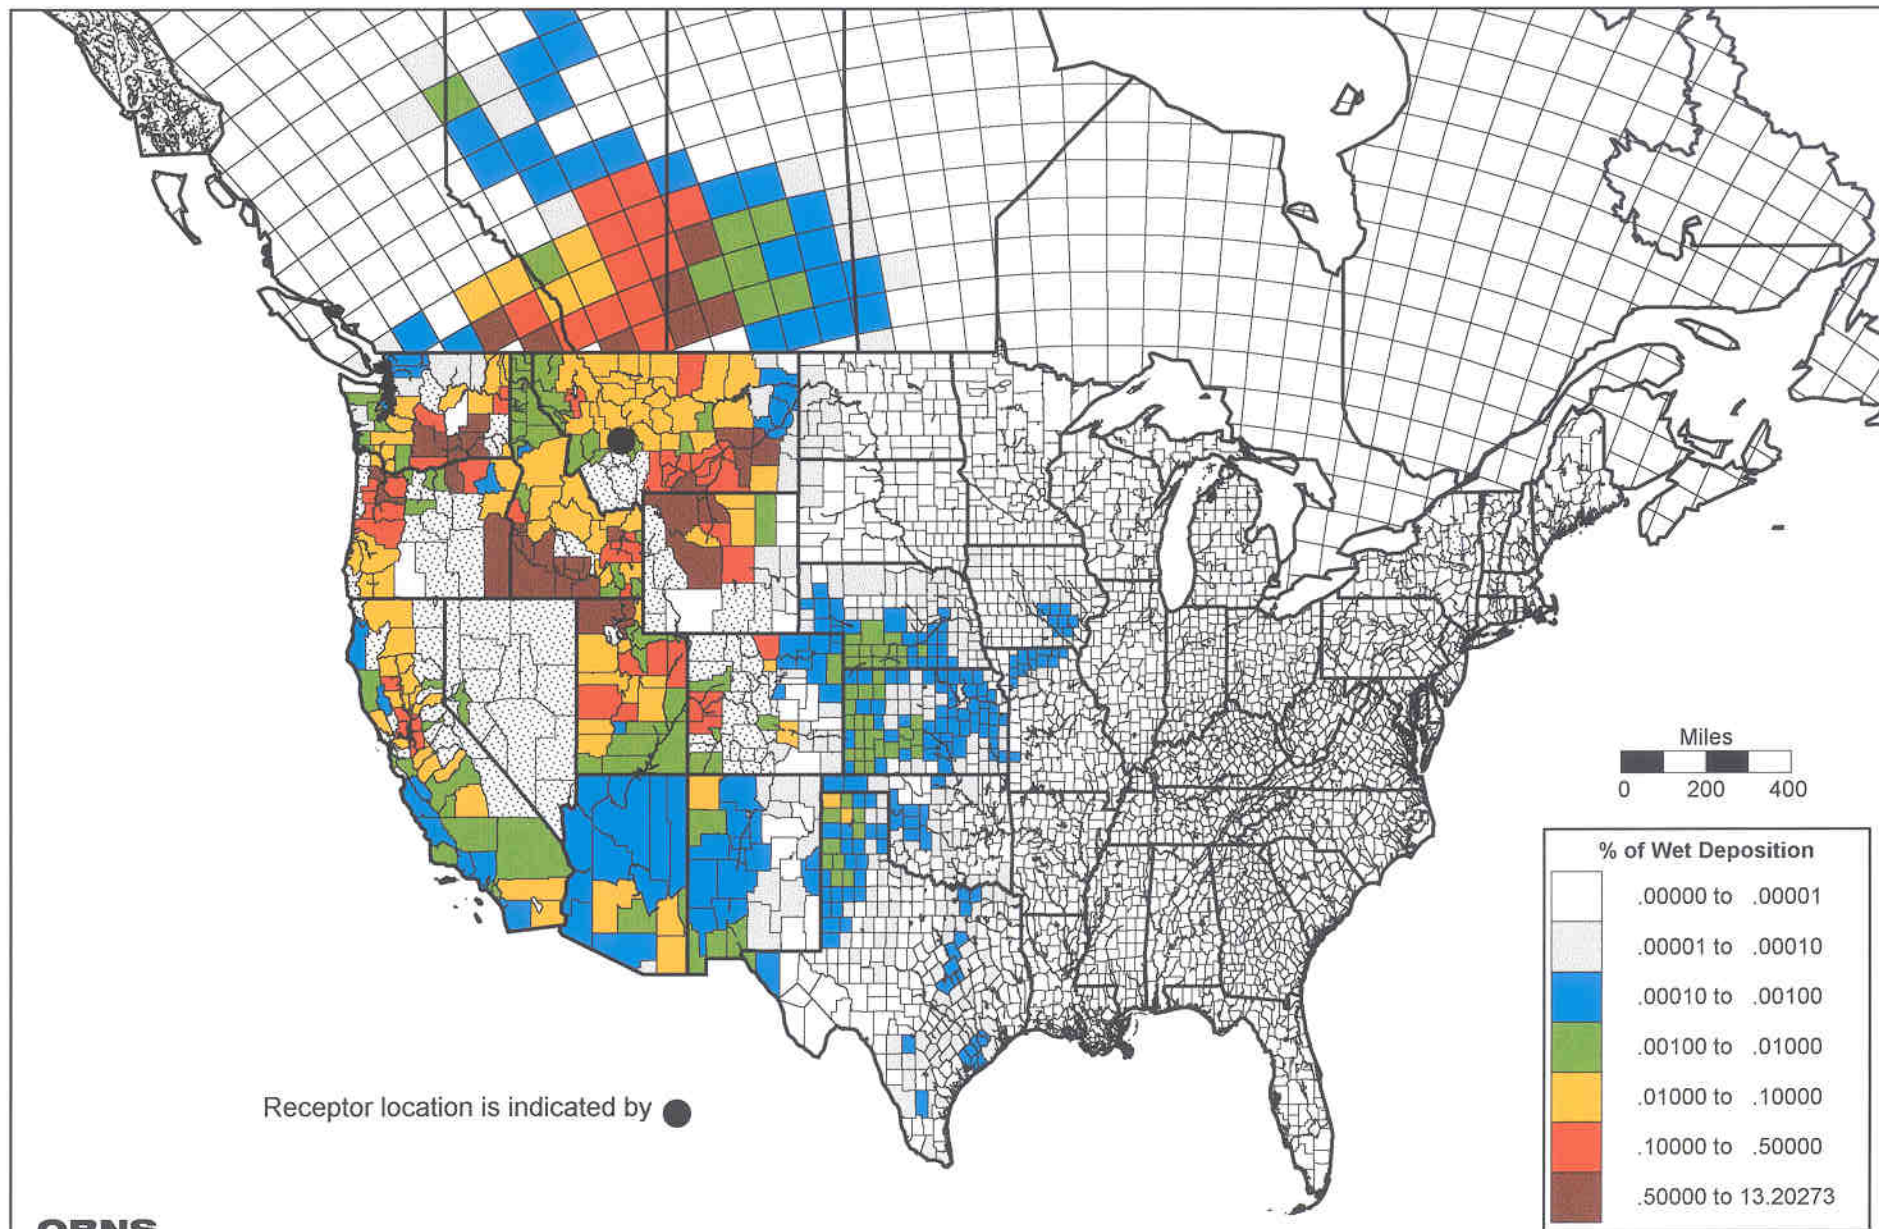 Miles
0 200 400
% of Wet Deposition
.00000 to .00001
.00001 to .00010
.00010 to .00100
.00100 to .01000
.01000 to .10000
.10000 to .50000
.50000 to 13.20273
Receptor location is indicated by